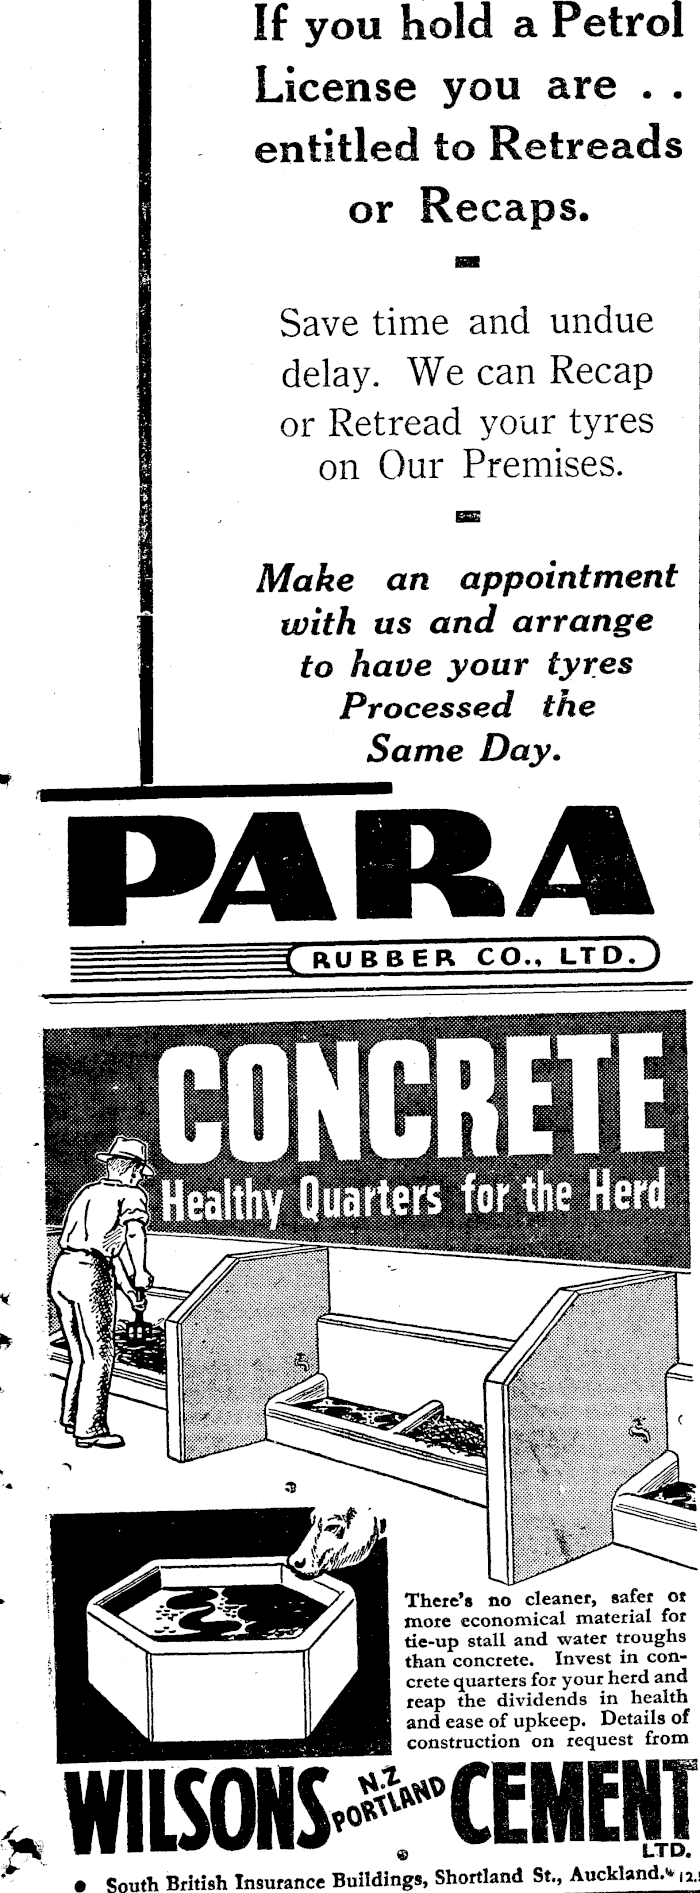 If you hold a Petrol
License you are . .
entitled to Retreads
or Recaps.
Save time and undue
delay. We can Recap
or Retread your tyres
on Our Premises.
Make an appointment
with us and arrange
to have your tyres
Processed the
Same Day.
PARA
RUBBER CO., LTD.
CONCRETE
Healthy Quarters for the Herd
There's no cleaner, safer or
more economical material for
tie-up stall and water troughs
than concrete. Invest in con-
crete quarters for your herd and
reap the dividends in health
and ease of upkeep. Details of
construction on request from
WILSONS N.Z PORTLAND CEMENT
LTD.
● South British Insurance Buildings, Shortland St., Auckland.